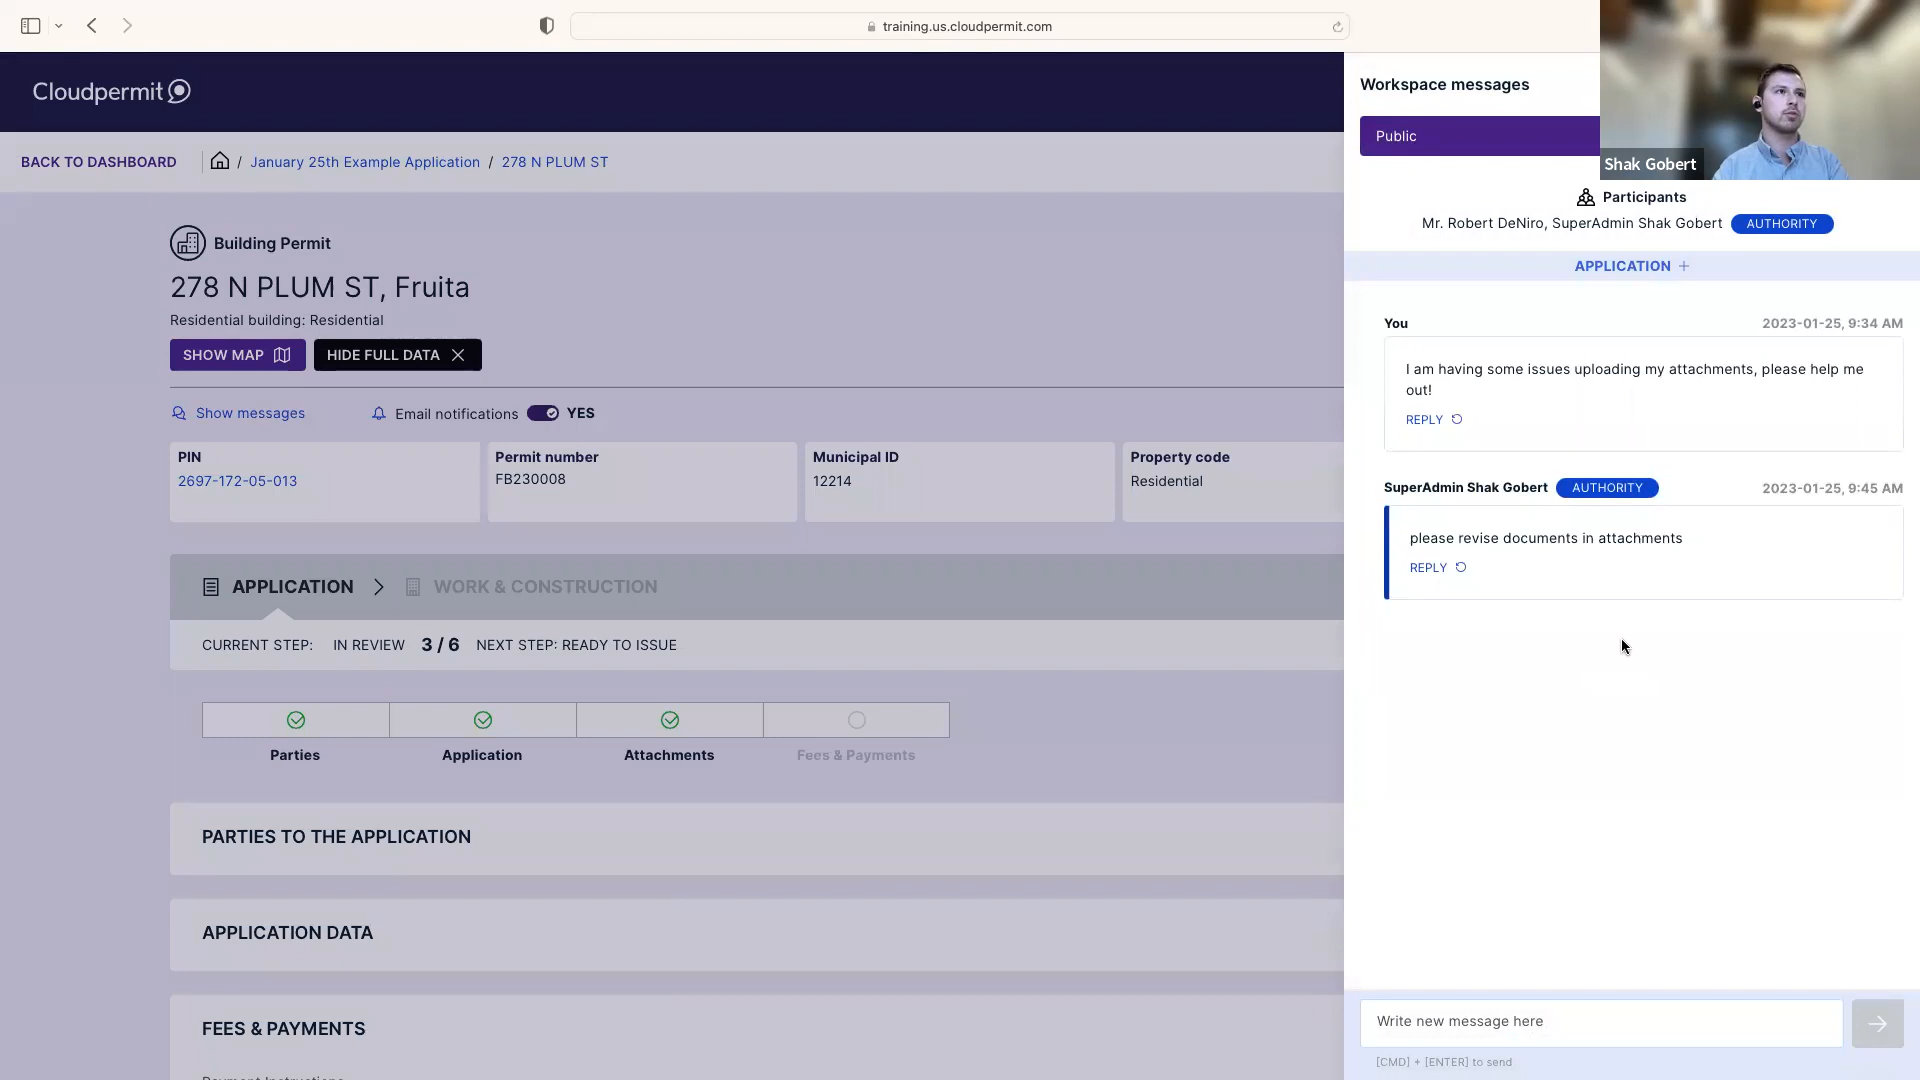 training.us.cloudpermit.com
Cloudpermit
BACK TO DASHBOARD
/ January 25th Example Application / 278 N PLUM ST
Building Permit
278 N PLUM ST, Fruita
Residential building: Residential
SHOW MAP
HIDE FULL DATA
Show messages
Email notifications YES
PIN
2697-172-05-013
Permit number
FB230008
Municipal ID
12214
Property code
Residential
APPLICATION
WORK & CONSTRUCTION
CURRENT STEP: IN REVIEW 3 / 6 NEXT STEP: READY TO ISSUE
Parties
Application
Attachments
Fees & Payments
PARTIES TO THE APPLICATION
APPLICATION DATA
FEES & PAYMENTS
Payment Instructions
Workspace messages
Public
Shak Gobert
Participants
Mr. Robert DeNiro, SuperAdmin Shak Gobert AUTHORITY
APPLICATION +
You 2023-01-25, 9:34 AM
I am having some issues uploading my attachments, please help me
out!
REPLY
SuperAdmin Shak Gobert AUTHORITY 2023-01-25, 9:45 AM
please revise documents in attachments
REPLY
Write new message here
[CMD] + [ENTER] to send